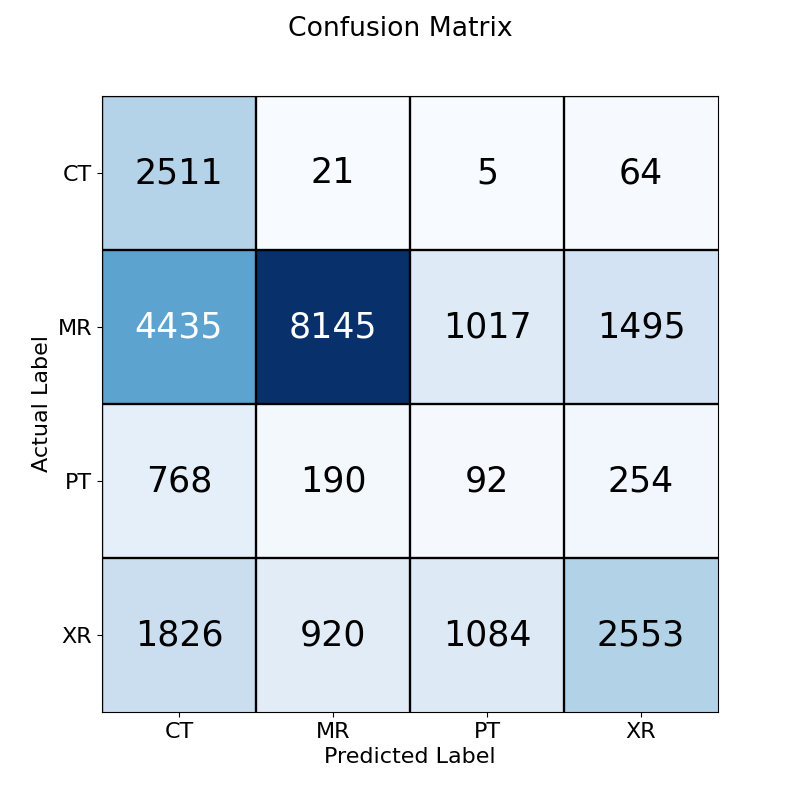 Confusion Matrix
CT 2511 21 5 64
MR 4435 8145 1017 1495
PT 768 190 92 254
XR 1826 920 1084 2553
Actual Label
CT MR PT XR
Predicted Label